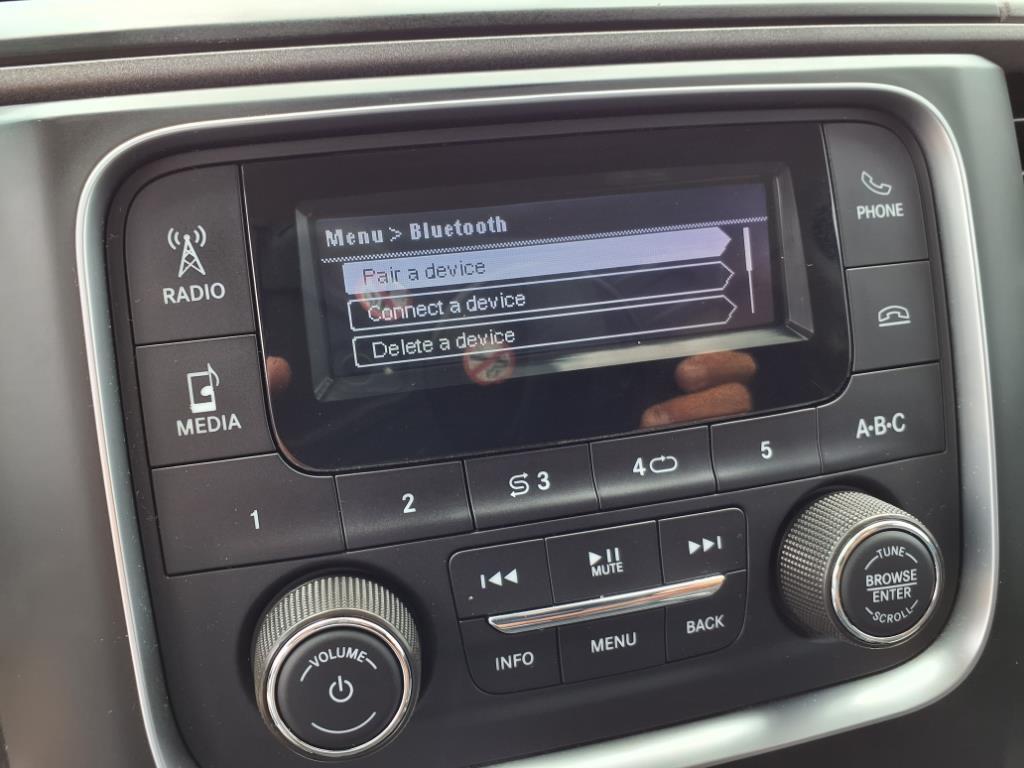 Menu > Bluetooth
Pair a device
Connect a device
Delete a device
RADIO
MEDIA
PHONE
1
2
3
4
5
A·B·C
MUTE
INFO
MENU
BACK
VOLUME
TUNE
BROWSE
ENTER
SCROLL